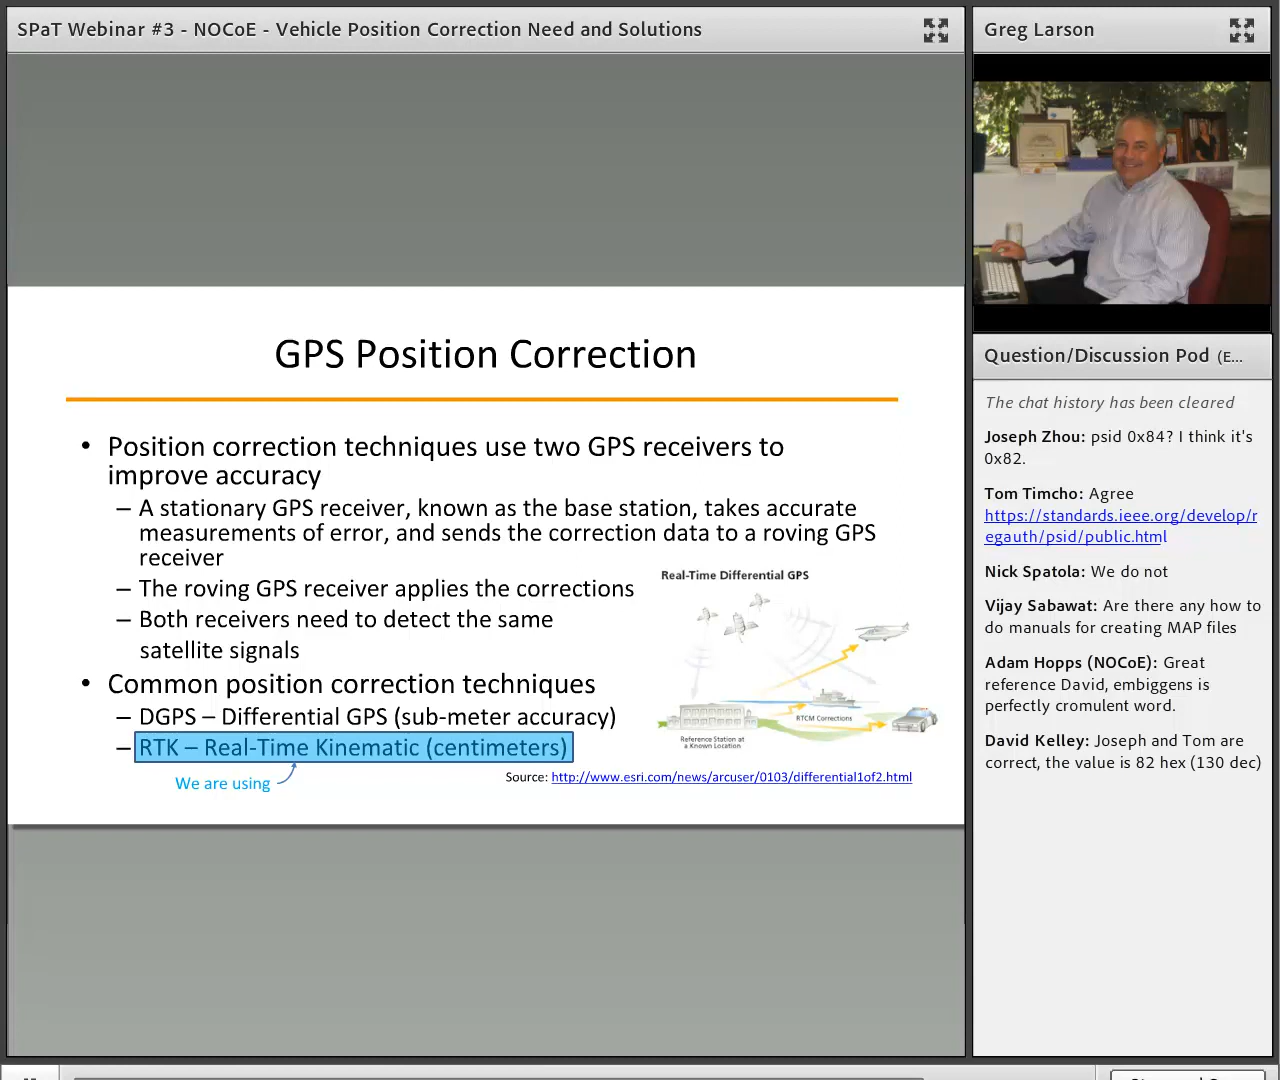 SPaT Webinar #3 - NOCoE - Vehicle Position Correction Need and Solutions
GPS Position Correction
• Position correction techniques use two GPS receivers to
improve accuracy
– A stationary GPS receiver, known as the base station, takes accurate
measurements of error, and sends the correction data to a roving GPS
receiver
– The roving GPS receiver applies the corrections
– Both receivers need to detect the same
satellite signals
• Common position correction techniques
– DGPS – Differential GPS (sub-meter accuracy)
– RTK – Real-Time Kinematic (centimeters)
We are using
Real-Time Differential GPS
RTCM Corrections
Reference Station at
a Known Location
Source: http://www.esri.com/news/arcuser/0103/differential1of2.html
Greg Larson
Question/Discussion Pod (E...
The chat history has been cleared
Joseph Zhou: psid 0x84? I think it's
0x82.
Tom Timcho: Agree
https://standards.ieee.org/develop/r
egauth/psid/public.html
Nick Spatola: We do not
Vijay Sabawat: Are there any how to
do manuals for creating MAP files
Adam Hopps (NOCoE): Great
reference David, embiggens is
perfectly cromulent word.
David Kelley: Joseph and Tom are
correct, the value is 82 hex (130 dec)